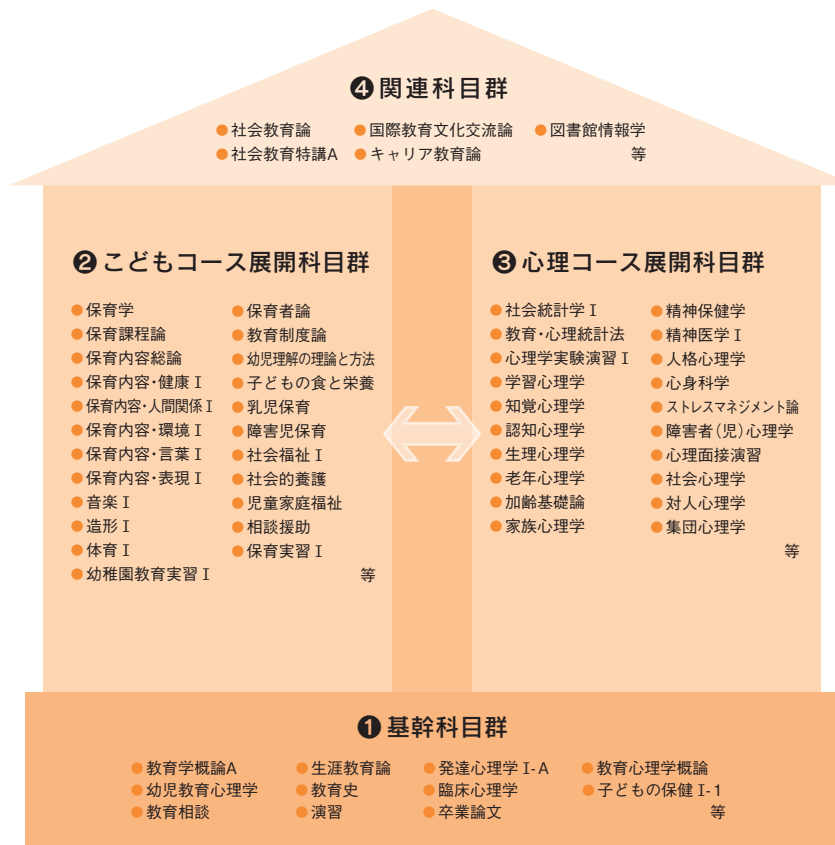 ❹関連科目群
●社会教育論 ●国際教育文化交流論 ●図書館情報学
●社会教育特講A ●キャリア教育論 等
❷こどもコース展開科目群
●保育学
●保育課程論
●保育内容総論
●保育内容・健康Ⅰ
●保育内容・人間関係Ⅰ
●保育内容・環境Ⅰ
●保育内容・言葉Ⅰ
●保育内容・表現Ⅰ
●音楽Ⅰ
●造形Ⅰ
●体育Ⅰ
●幼稚園教育実習Ⅰ
●保育者論
●教育制度論
●幼児理解の理論と方法
●子どもの食と栄養
●乳児保育
●障害児保育
●社会福祉Ⅰ
●社会的養護
●児童家庭福祉
●相談援助
●保育実習Ⅰ
等
❸心理コース展開科目群
●社会統計学Ⅰ
●教育・心理統計法
●心理学実験演習Ⅰ
●学習心理学
●知覚心理学
●認知心理学
●生理心理学
●老年心理学
●加齢基礎論
●家族心理学
●精神保健学
●精神医学Ⅰ
●人格心理学
●心身科学
●ストレスマネジメント論
●障害者(児)心理学
●心理面接演習
●社会心理学
●対人心理学
●集団心理学
等
❶基幹科目群
●教育学概論A ●生涯教育論 ●発達心理学Ⅰ-A ●教育心理学概論
●幼児教育心理学 ●教育史 ●臨床心理学 ●子どもの保健Ⅰ-1
●教育相談 ●演習 ●卒業論文 等